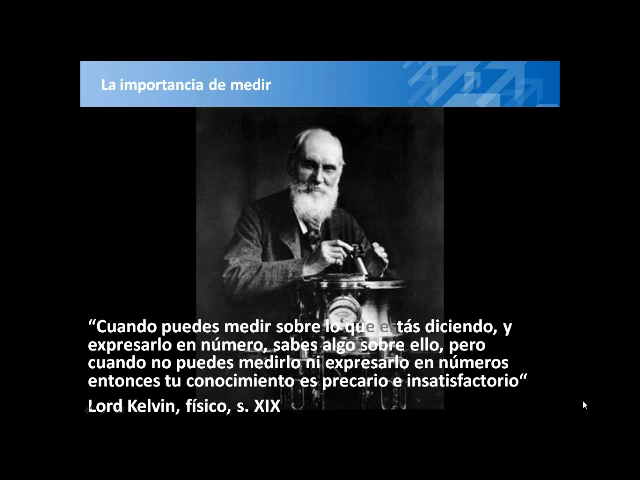 La importancia de medir
“Cuando puedes medir sobre lo que estás diciendo, y
expresarlo en número, sabes algo sobre ello, pero
cuando no puedes medirlo ni expresarlo en números
entonces tu conocimiento es precario e insatisfactorio“
Lord Kelvin, físico, s. XIX